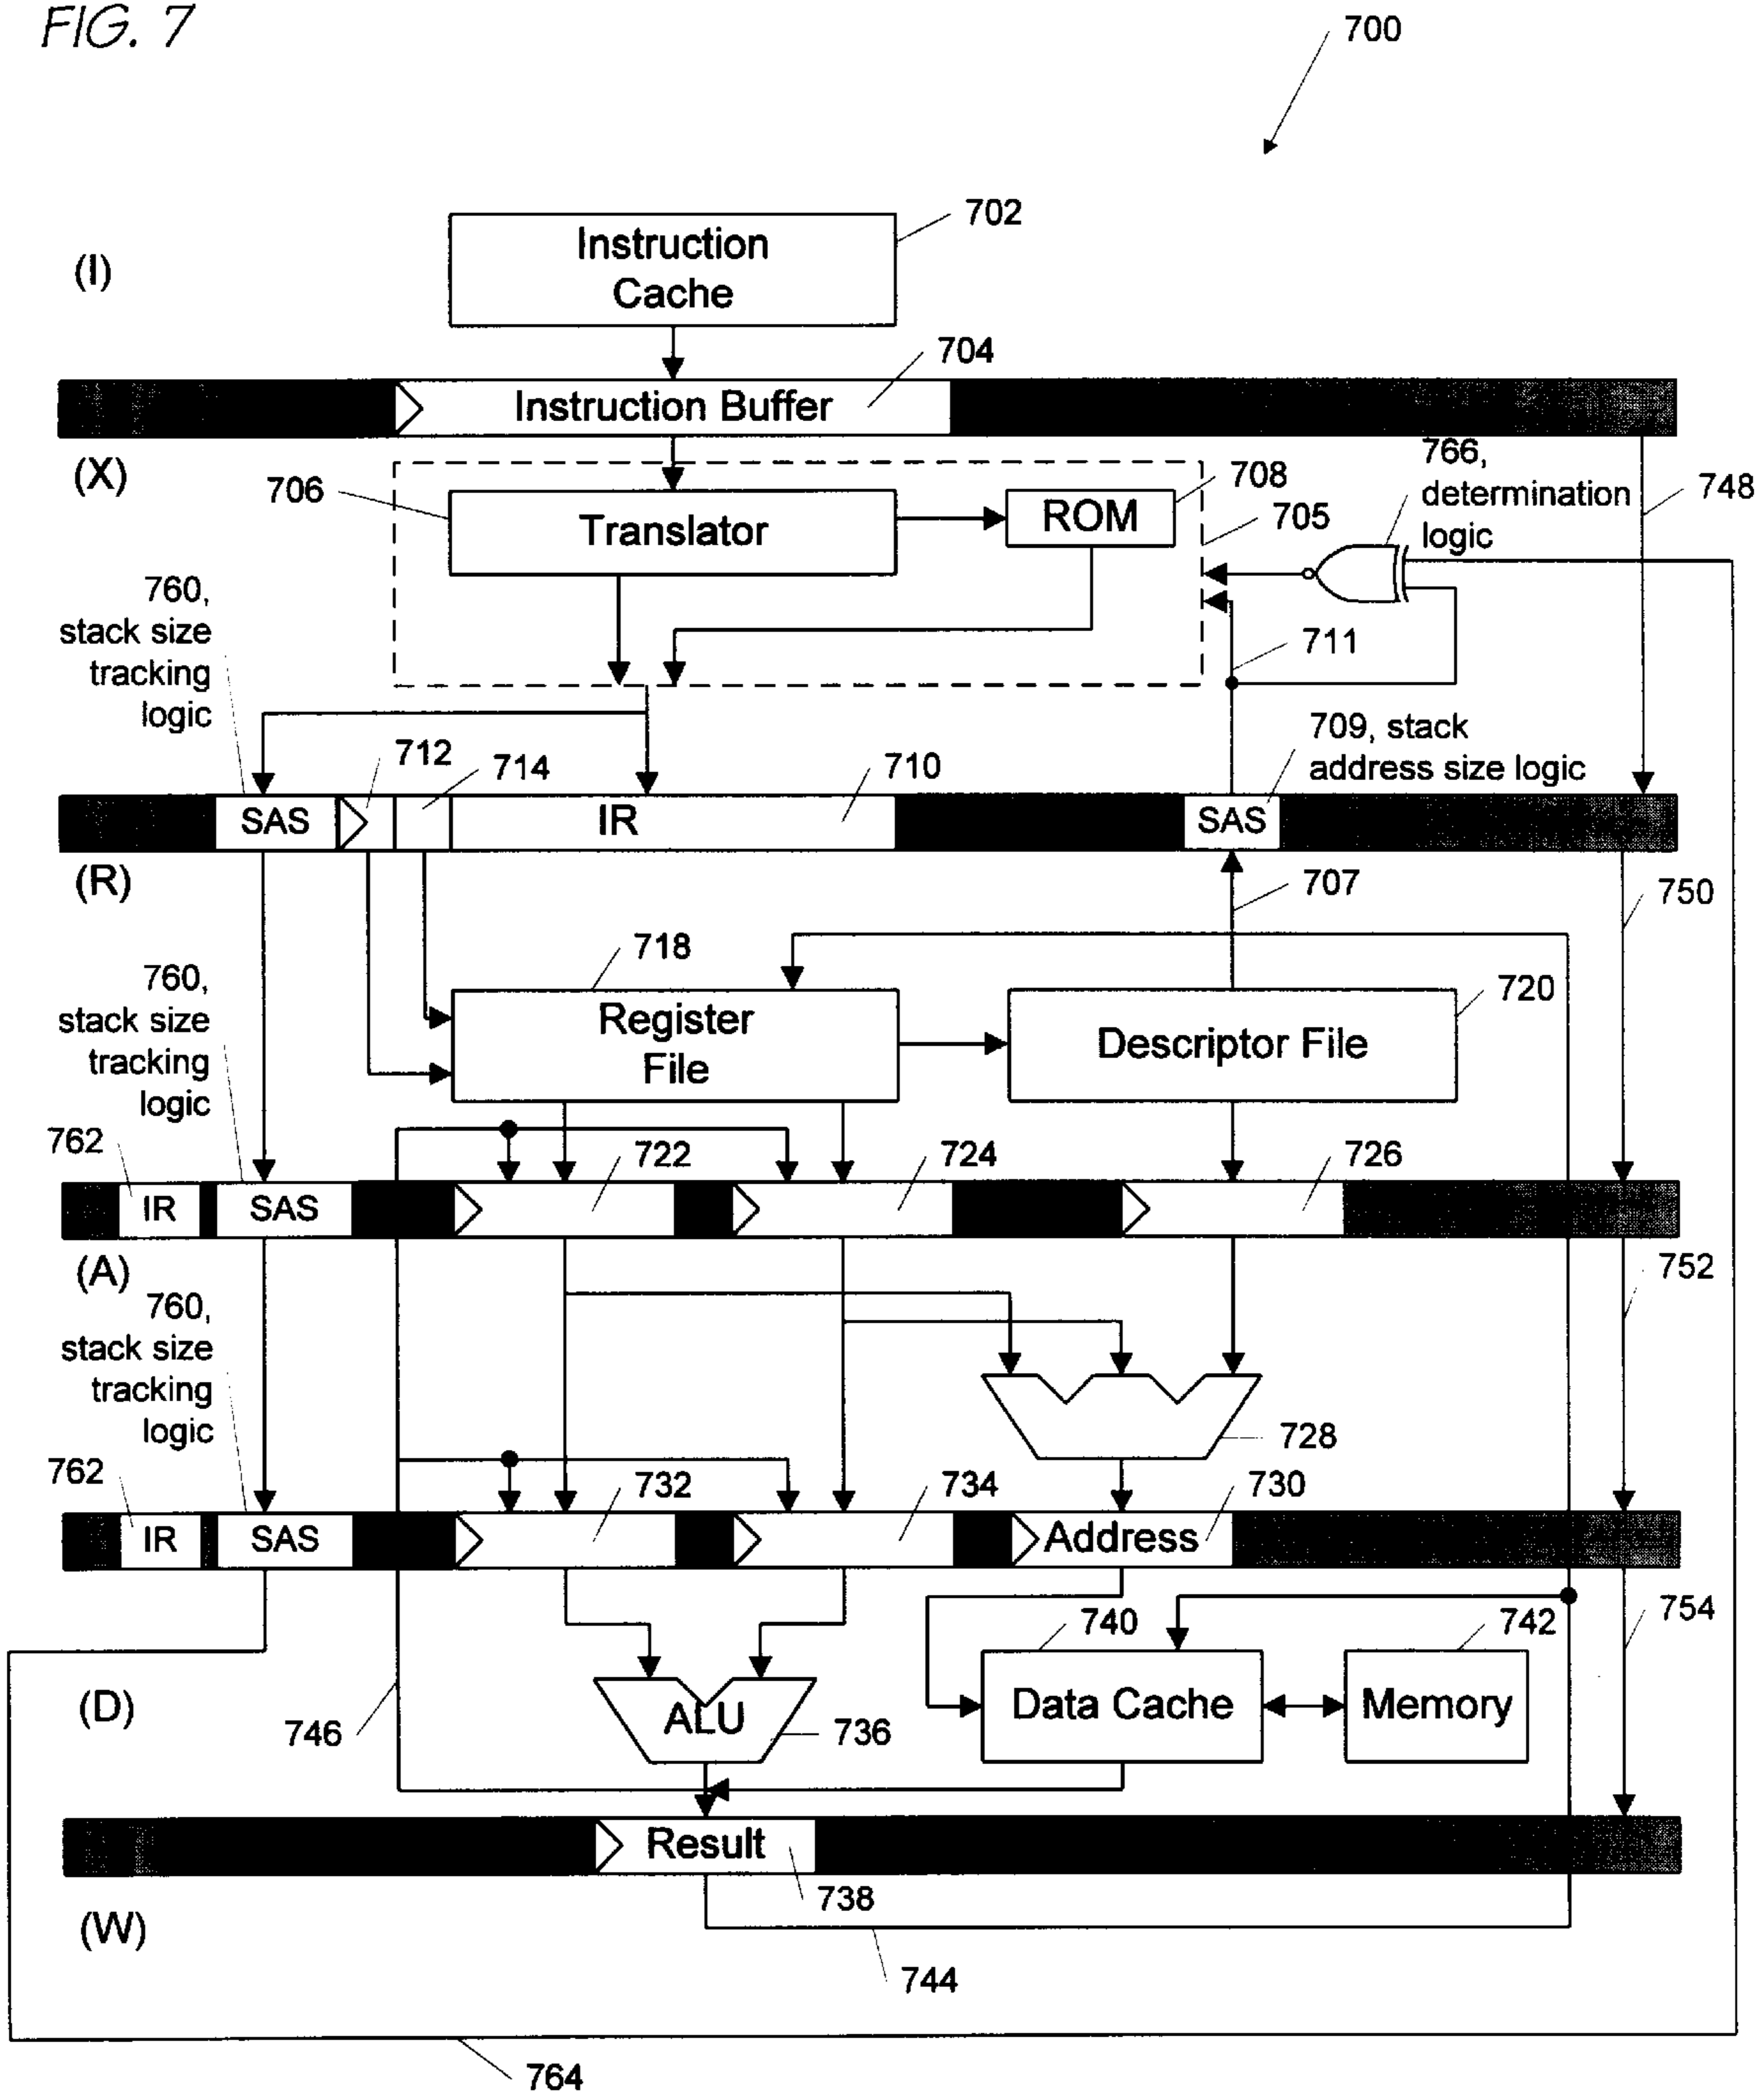 FIG. 7
700
702
Instruction
Cache
(I)
704
Instruction Buffer
(X)
706
Translator
708
ROM
705
766,
determination
logic
748
760,
stack size
tracking
logic
711
712
714
710
709, stack
address size logic
SAS
IR
SAS
(R)
707
750
718
Register
File
720
Descriptor File
760,
stack size
tracking
logic
762
722
724
726
IR
SAS
(A)
752
760,
stack size
tracking
logic
728
762
732
734
730
IR
SAS
Address
754
740
742
(D)
746
ALU
736
Data Cache
Memory
Result
738
(W)
744
764